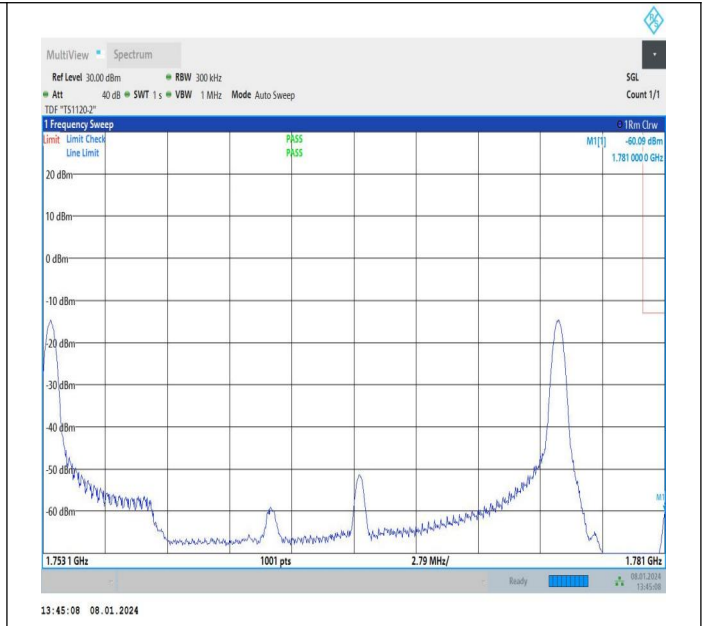 MultiView Spectrum
Ref Level 30.00 dBm RBW 300 kHz SGL
Att 40 dB SWT 1 s VBW 1 MHz Mode Auto Sweep Count 1/1
TDF "TS1120-2"
1 Frequency Sweep 1Rm Clrw
Limit Limit Check PASS M1[1] -60.09 dBm
Line Limit PASS 1.781 000 0 GHz
20 dBm
10 dBm
0 dBm
-10 dBm
-20 dBm
-30 dBm
-40 dBm
-50 dBm
M1
-60 dBm
1.753 1 GHz 1001 pts 2.79 MHz/ 1.781 GHz
Ready 08.01.2024
13:45:08
13:45:08 08.01.2024